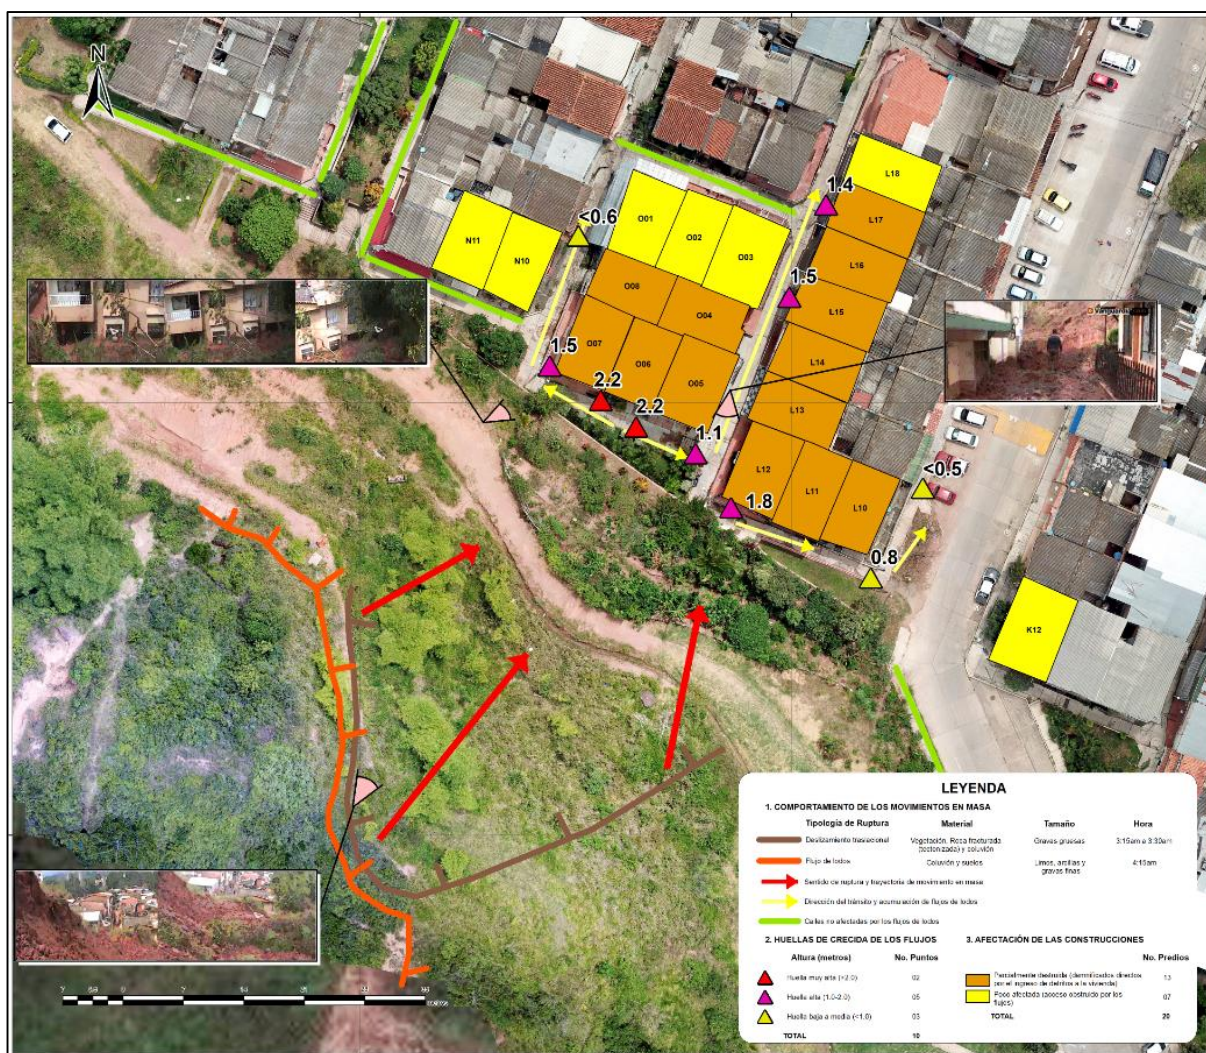 N
L18
1.4
L17
<0.6
O01
O02
N11
L16
N10
O03
1.5
O08
L15
O04
Vanguardia
L14
O07
1.5
O06
2.2
O05
2.2
L13
1.1
L12
<0.5
L11
L10
1.8
0.8
K12
LEYENDA
1. COMPORTAMIENTO DE LOS MOVIMIENTOS EN MASA
Tipología de Ruptura Material Tamaño Hora
Deslizamiento traslacional Vegetación, Roca fracturada (tectonizada) y coluvión Gravas gruesas 3:15am a 3:30am
Flujo de lodos Coluvión y suelos Limos, arcillas y gravas finas 4:15am
Sentido de ruptura y trayectoria de movimiento en masa
Dirección del tránsito y acumulación de flujos de lodos
Calles no afectadas por los flujos de lodos
2. HUELLAS DE CRECIDA DE LOS FLUJOS
Altura (metros) No. Puntos
Huella muy alta (>2.0) 02
Huella alta (1.0-2.0) 05
Huella baja a media (<1.0) 03
TOTAL 10
3. AFECTACIÓN DE LAS CONSTRUCCIONES
No. Predios
Parcialmente destruida (damnificados directos por el ingreso de detritos a la vivienda) 13
Poco afectada (acceso obstruido por los flujos) 07
TOTAL 20